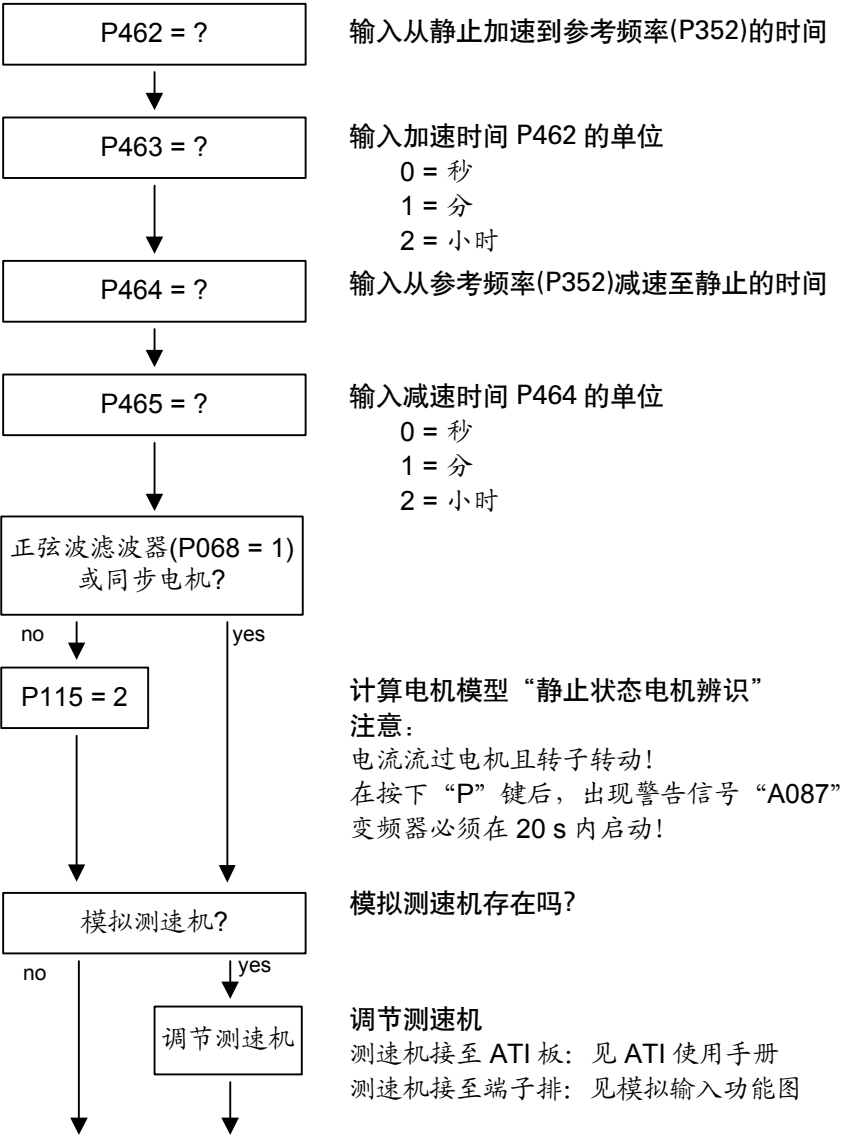 P462 = ?
输入从静止加速到参考频率(P352)的时间
P463 = ?
输入加速时间 P462 的单位
0 = 秒
1 = 分
2 = 小时
P464 = ?
输入从参考频率(P352)减速至静止的时间
P465 = ?
输入减速时间 P464 的单位
0 = 秒
1 = 分
2 = 小时
正弦波滤波器(P068 = 1)
或同步电机?
no
yes
P115 = 2
计算电机模型“静止状态电机辨识”
注意:
电流流过电机且转子转动!
在按下“P”键后，出现警告信号“A087”
变频器必须在 20 s 内启动!
模拟测速机?
模拟测速机存在吗?
no
yes
调节测速机
调节测速机
测速机接至 ATI 板: 见 ATI 使用手册
测速机接至端子排: 见模拟输入功能图